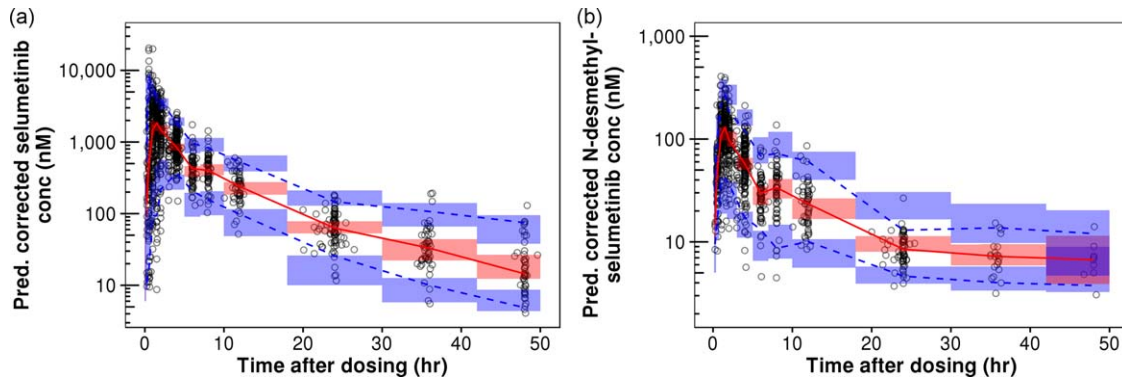 (a)
Pred. corrected selumetinib
conc (nM)
10,000
1,000
100
10
0 10 20 30 40 50
Time after dosing (hr)
(b)
Pred. corrected N-desmethyl-
selumetinib conc (nM)
1,000
100
10
0 10 20 30 40 50
Time after dosing (hr)